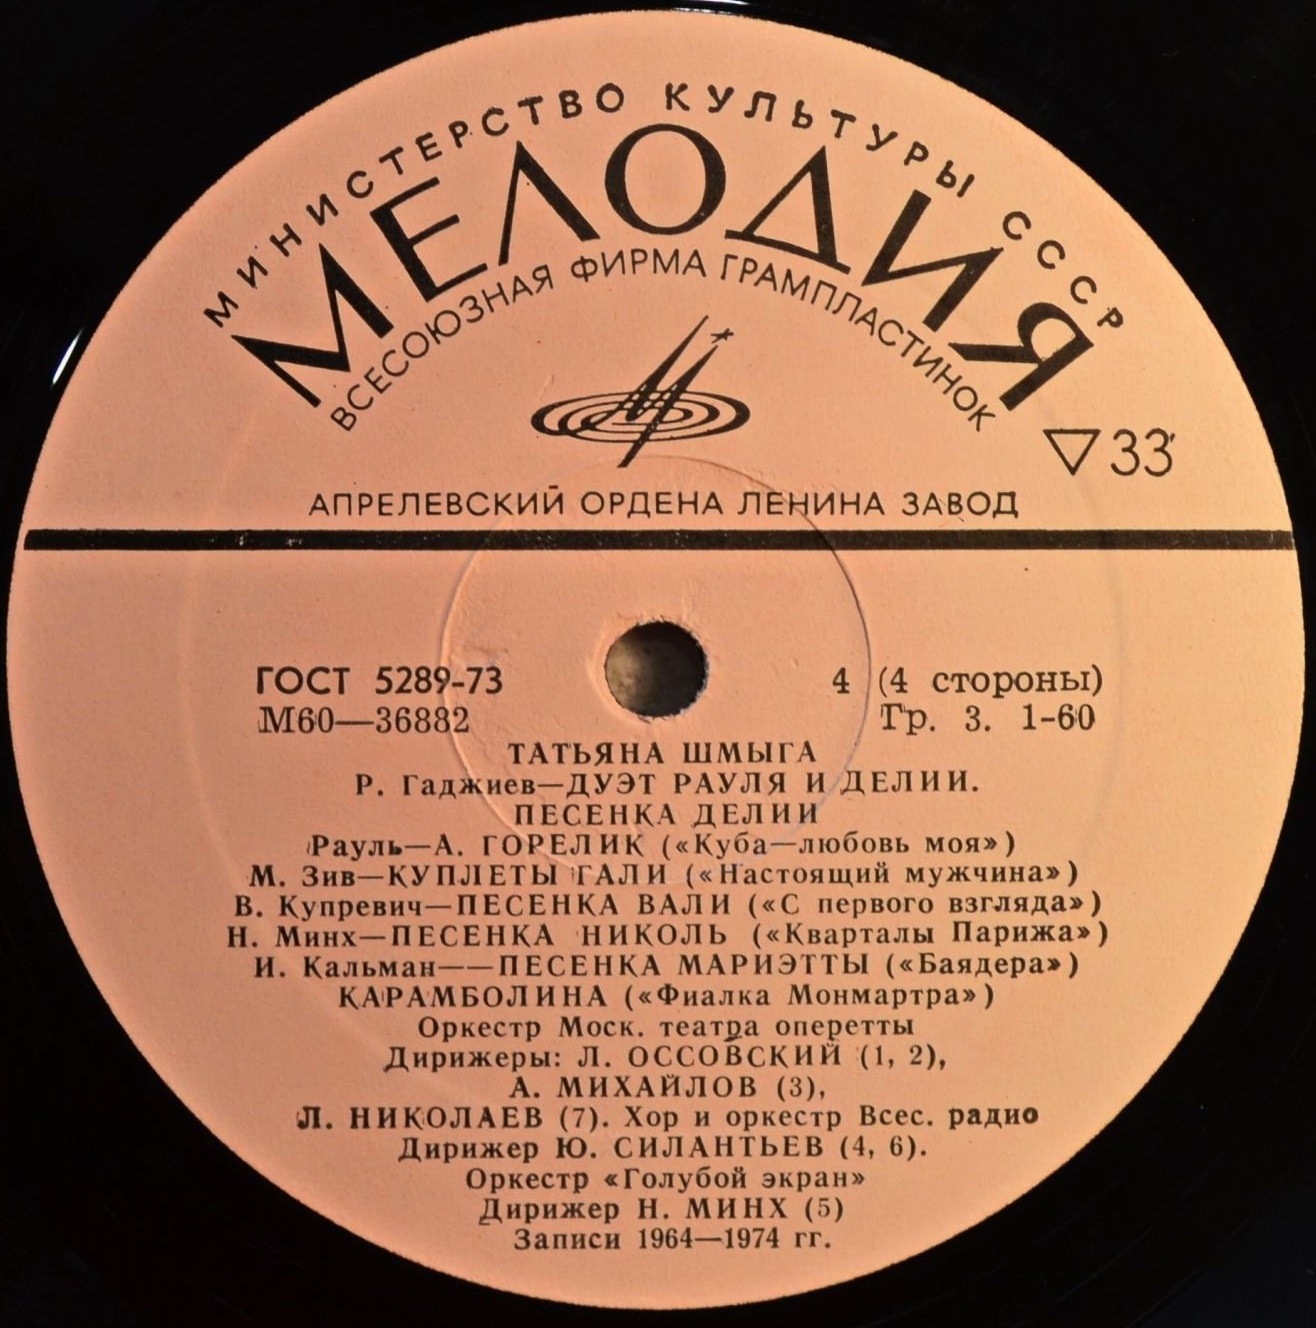 МИНИСТЕРСТВО КУЛЬТУРЫ СССР
МЕЛОДИЯ
ВСЕСОЮЗНАЯ ФИРМА ГРАМПЛАСТИНОК
33
АПРЕЛЕВСКИЙ ОРДЕНА ЛЕНИНА ЗАВОД
ГОСТ 5289-73
4 (4 стороны)
М60—36882
Гр. 3. 1-60
ТАТЬЯНА ШМЫГА
Р. Гаджиев—ДУЭТ РАУЛЯ И ДЕЛИИ.
ПЕСЕНКА ДЕЛИИ
Рауль—А. ГОРЕЛИК («Куба—любовь моя»)
М. Зив—КУПЛЕТЫ ГАЛИ («Настоящий мужчина»)
В. Купревич—ПЕСЕНКА ВАЛИ («С первого взгляда»)
Н. Минх—ПЕСЕНКА НИКОЛЬ («Кварталы Парижа»)
И. Кальман——ПЕСЕНКА МАРИЭТТЫ («Баядера»)
КАРАМБОЛИНА («Фиалка Монмартра»)
Оркестр Моск. театра оперетты
Дирижеры: Л. ОССОВСКИЙ (1, 2),
А. МИХАЙЛОВ (3),
Л. НИКОЛАЕВ (7). Хор и оркестр Всес. радио
Дирижер Ю. СИЛАНТЬЕВ (4, 6).
Оркестр «Голубой экран»
Дирижер Н. МИНХ (5)
Записи 1964—1974 гг.